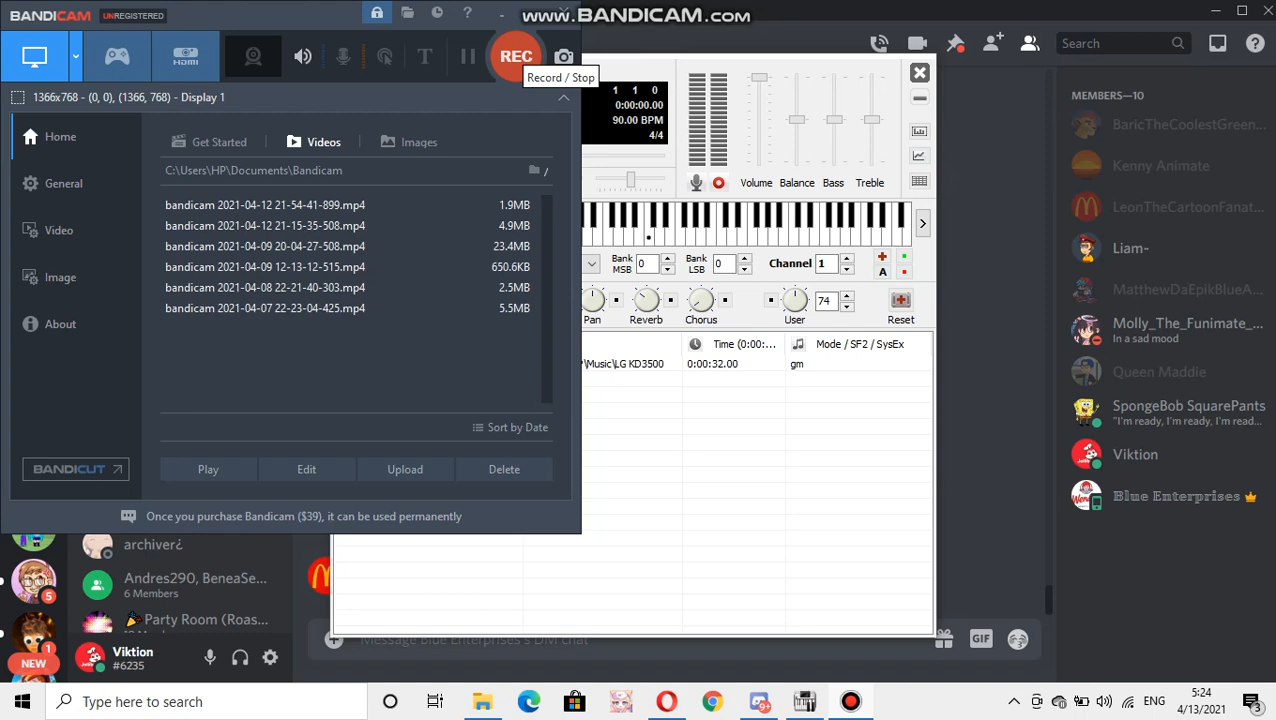 BANDICAM UNREGISTERED
www.BANDICAM.com
REC
Record / Stop
1366x768 - (0, 0), (1366, 768) - Display 1
Home
General
Video
Image
About
BANDICUT
Get Started
Videos
Images
C:\Users\HP\Documents\Bandicam
bandicam 2021-04-12 21-54-41-899.mp4 1.9MB
bandicam 2021-04-12 21-15-35-508.mp4 4.9MB
bandicam 2021-04-09 20-04-27-508.mp4 23.4MB
bandicam 2021-04-09 12-13-12-515.mp4 650.6KB
bandicam 2021-04-08 22-21-40-303.mp4 2.5MB
bandicam 2021-04-07 22-23-04-425.mp4 5.5MB
Sort by Date
Play Edit Upload Delete
Once you purchase Bandicam ($39), it can be used permanently
1 1 0
0:00:00.00
90.00 BPM
4/4
Volume Balance Bass Treble
Bank MSB 0
Bank LSB 0
Channel 1
A
Pan Reverb Chorus User 74 Reset
Time (0:00:... Mode / SF2 / SysEx
\Music\LG KD3500 0:00:32.00 gm
Search
MEMBERS—10
Kenny Animate
LeonTheCartoonFanat...
Liam-
MatthewDaEpikBlueA...
Molly_The_Funimate_...
In a sad mood
Queen Maddie
SpongeBob SquarePants
"I'm ready, I'm ready, I'm read...
Viktion
𝔹𝕝𝕦𝕖 𝔼𝕟𝕥𝕖𝕣𝕡𝕣𝕚𝕤𝕖𝕤
archiver¿
Andres290, BeneaSe...
6 Members
Party Room (Roas...
5
1
NEW
Viktion
#6235
Message Blue Enterprises's DM chat
GIF
Type here to search
9+
ENG
5:24
4/13/2021
3